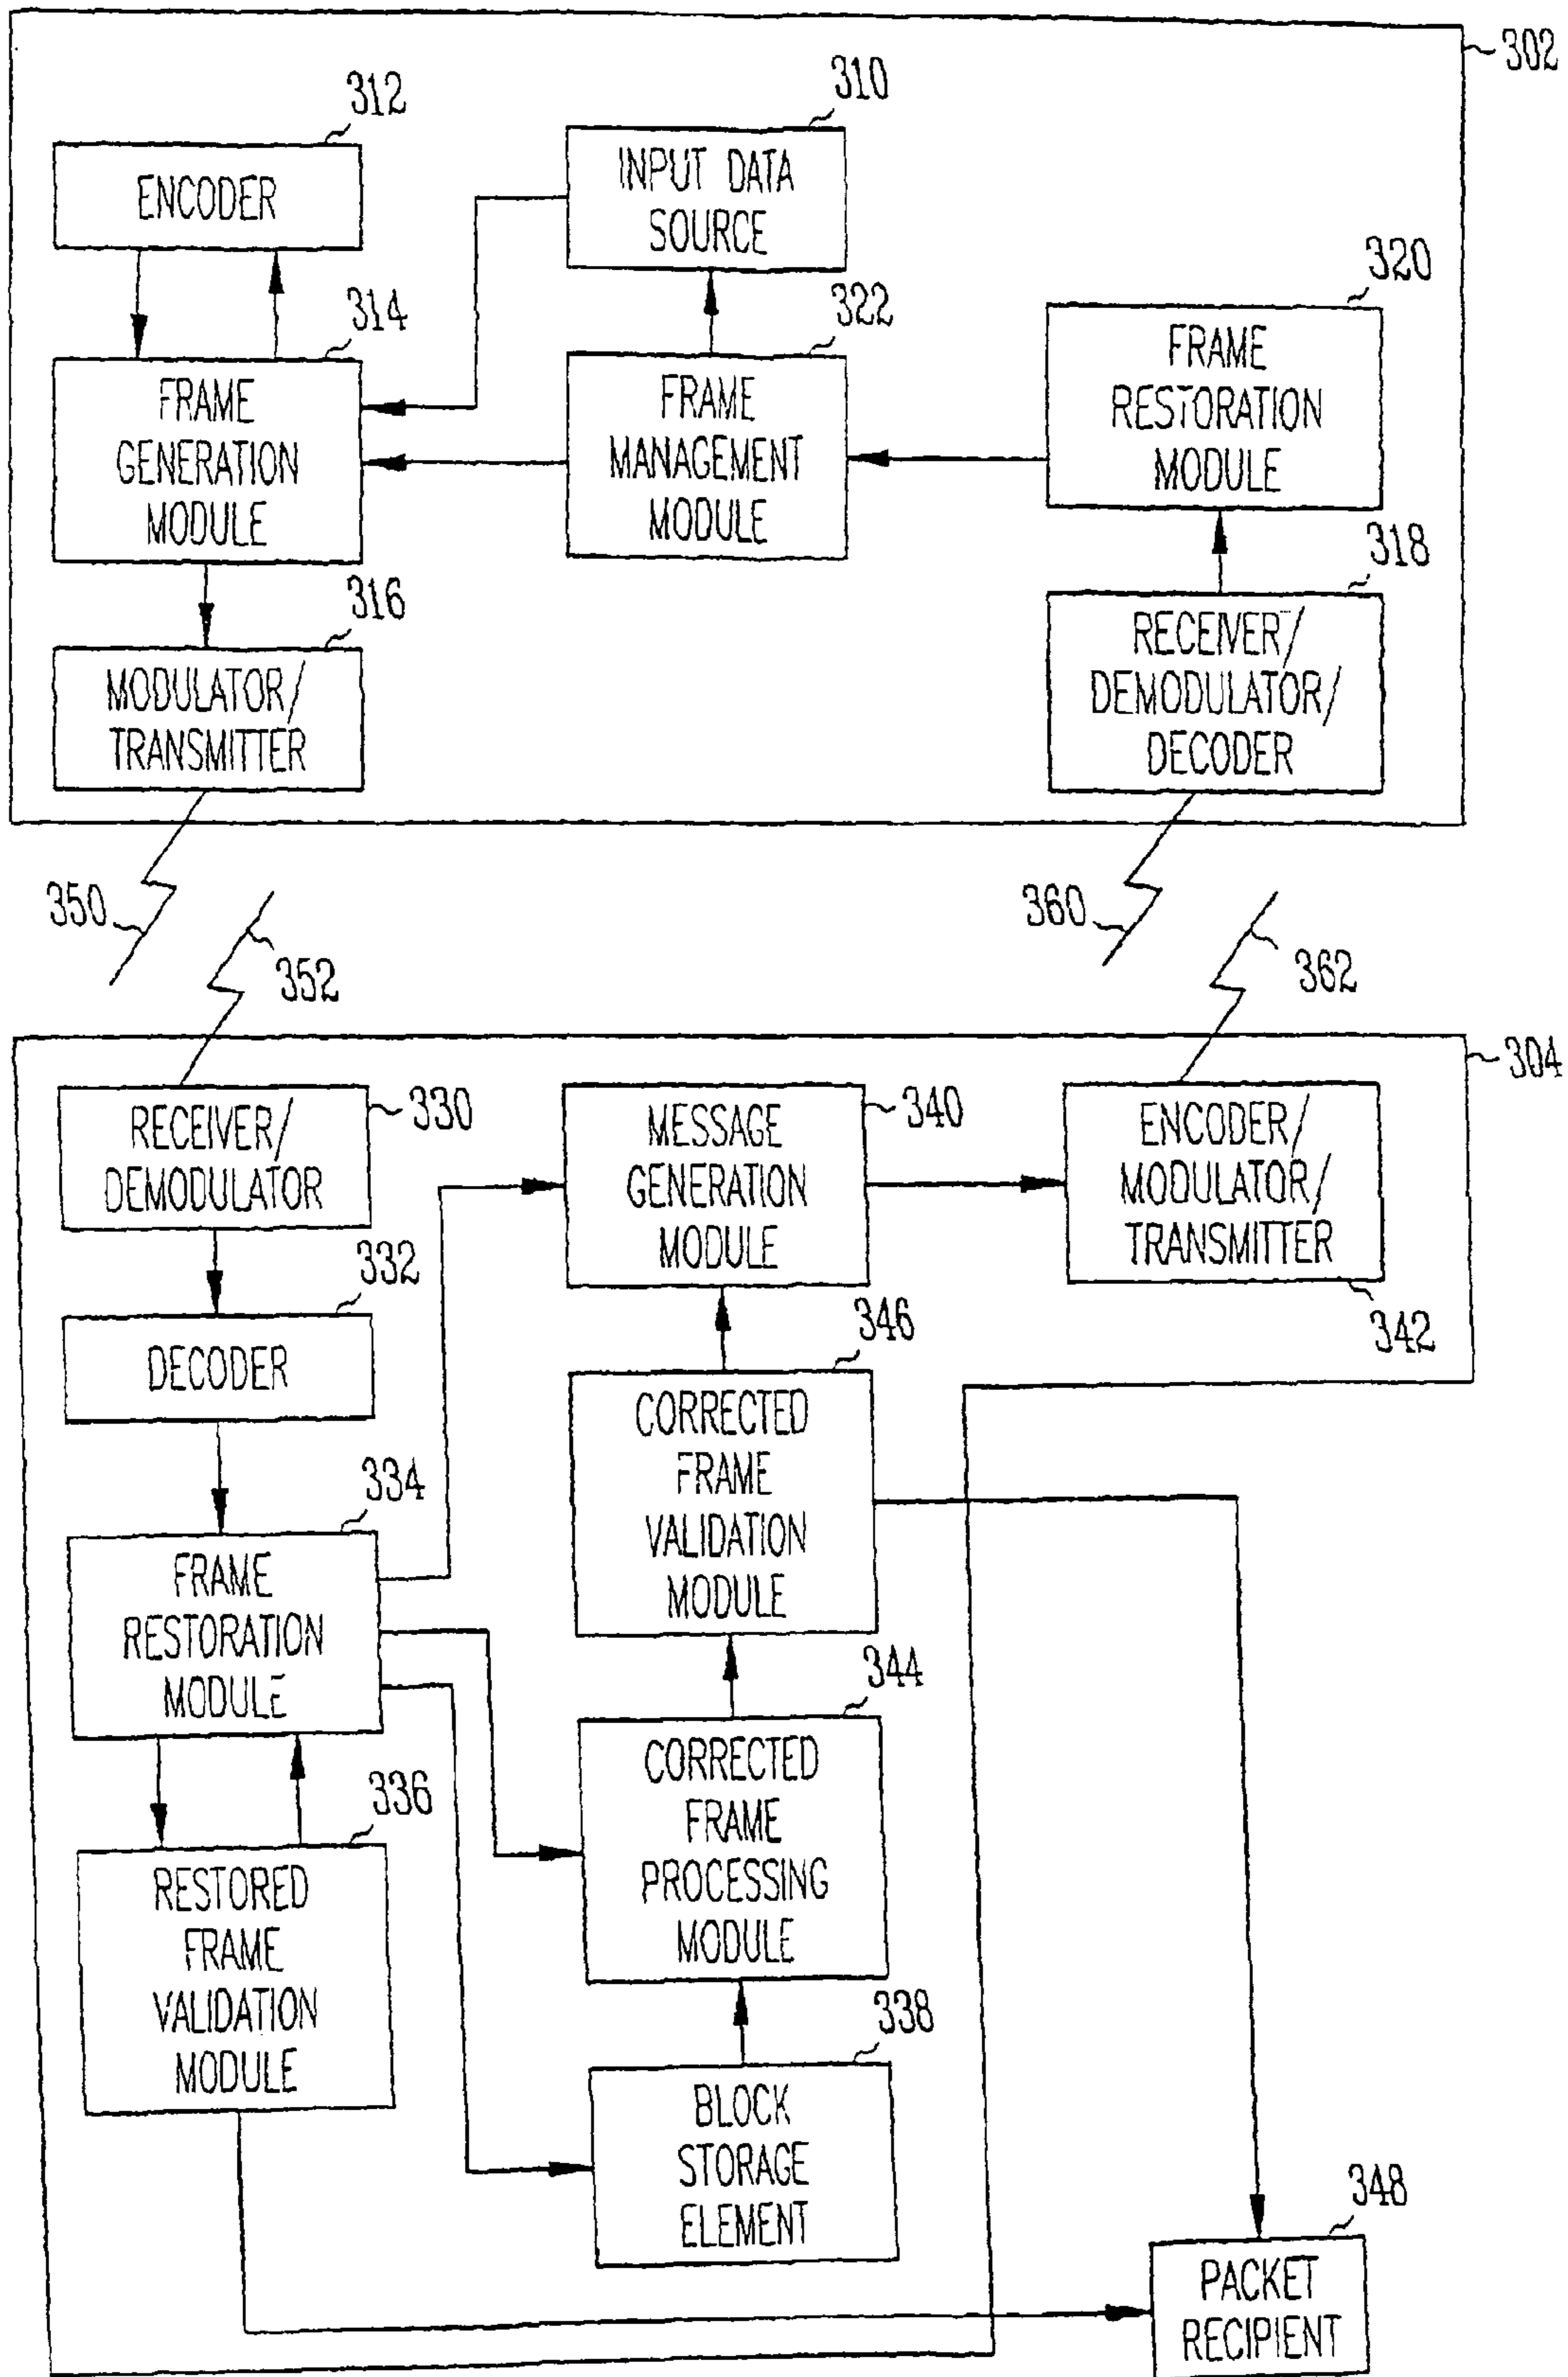 302
312
310
ENCODER
INPUT DATA
SOURCE
320
314
322
FRAME
RESTORATION
MODULE
FRAME
GENERATION
MODULE
FRAME
MANAGEMENT
MODULE
318
316
RECEIVER/
DEMODULATOR/
DECODER
MODULATOR/
TRANSMITTER
350
352
360
362
304
330
RECEIVER/
DEMODULATOR
340
MESSAGE
GENERATION
MODULE
ENCODER/
MODULATOR/
TRANSMITTER
342
332
DECODER
346
CORRECTED
FRAME
VALIDATION
MODULE
334
FRAME
RESTORATION
MODULE
344
CORRECTED
FRAME
PROCESSING
MODULE
336
RESTORED
FRAME
VALIDATION
MODULE
338
BLOCK
STORAGE
ELEMENT
348
PACKET
RECIPIENT